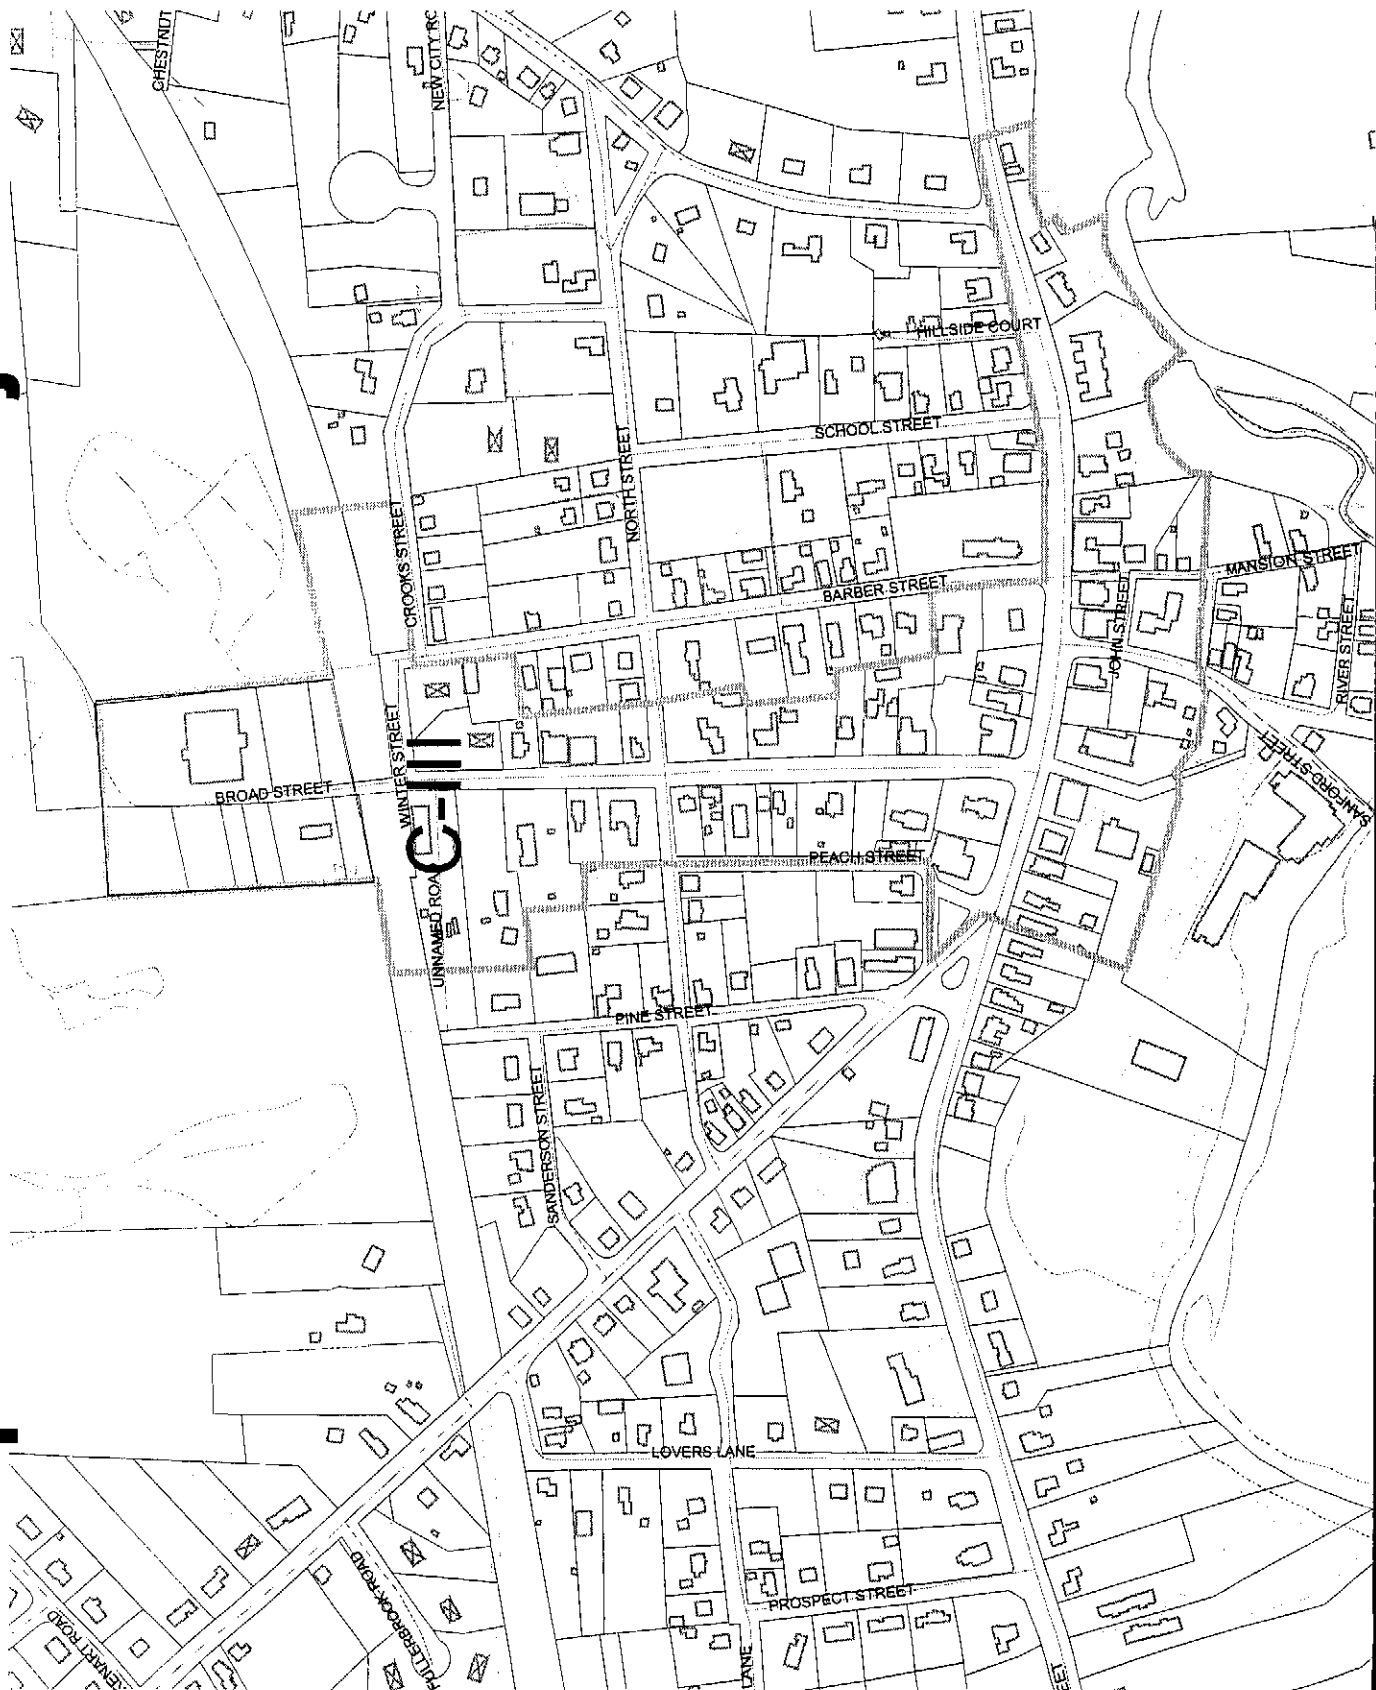 CHESTNUT
NEW CITY RO
HILLSIDE COURT
SCHOOL STREET
NORTH STREET
CROOKS STREET
MANSION STREET
BARBER STREET
JOHN STREET
RIVER STREET
WINTER STREET
C-III
BROAD STREET
SANFORD STREET
PEACH STREET
UNNAMED ROA
PINE STREET
SANDERSON STREET
LOVERS LANE
PROSPECT STREET
LANE